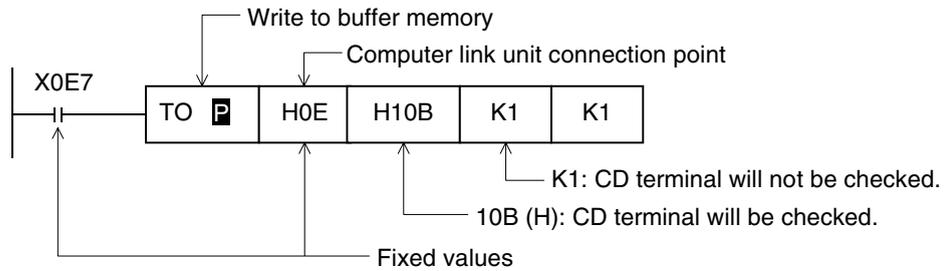 Write to buffer memory
Computer link unit connection point
X0E7
TO P H0E H10B K1 K1
K1: CD terminal will not be checked.
10B (H): CD terminal will be checked.
Fixed values